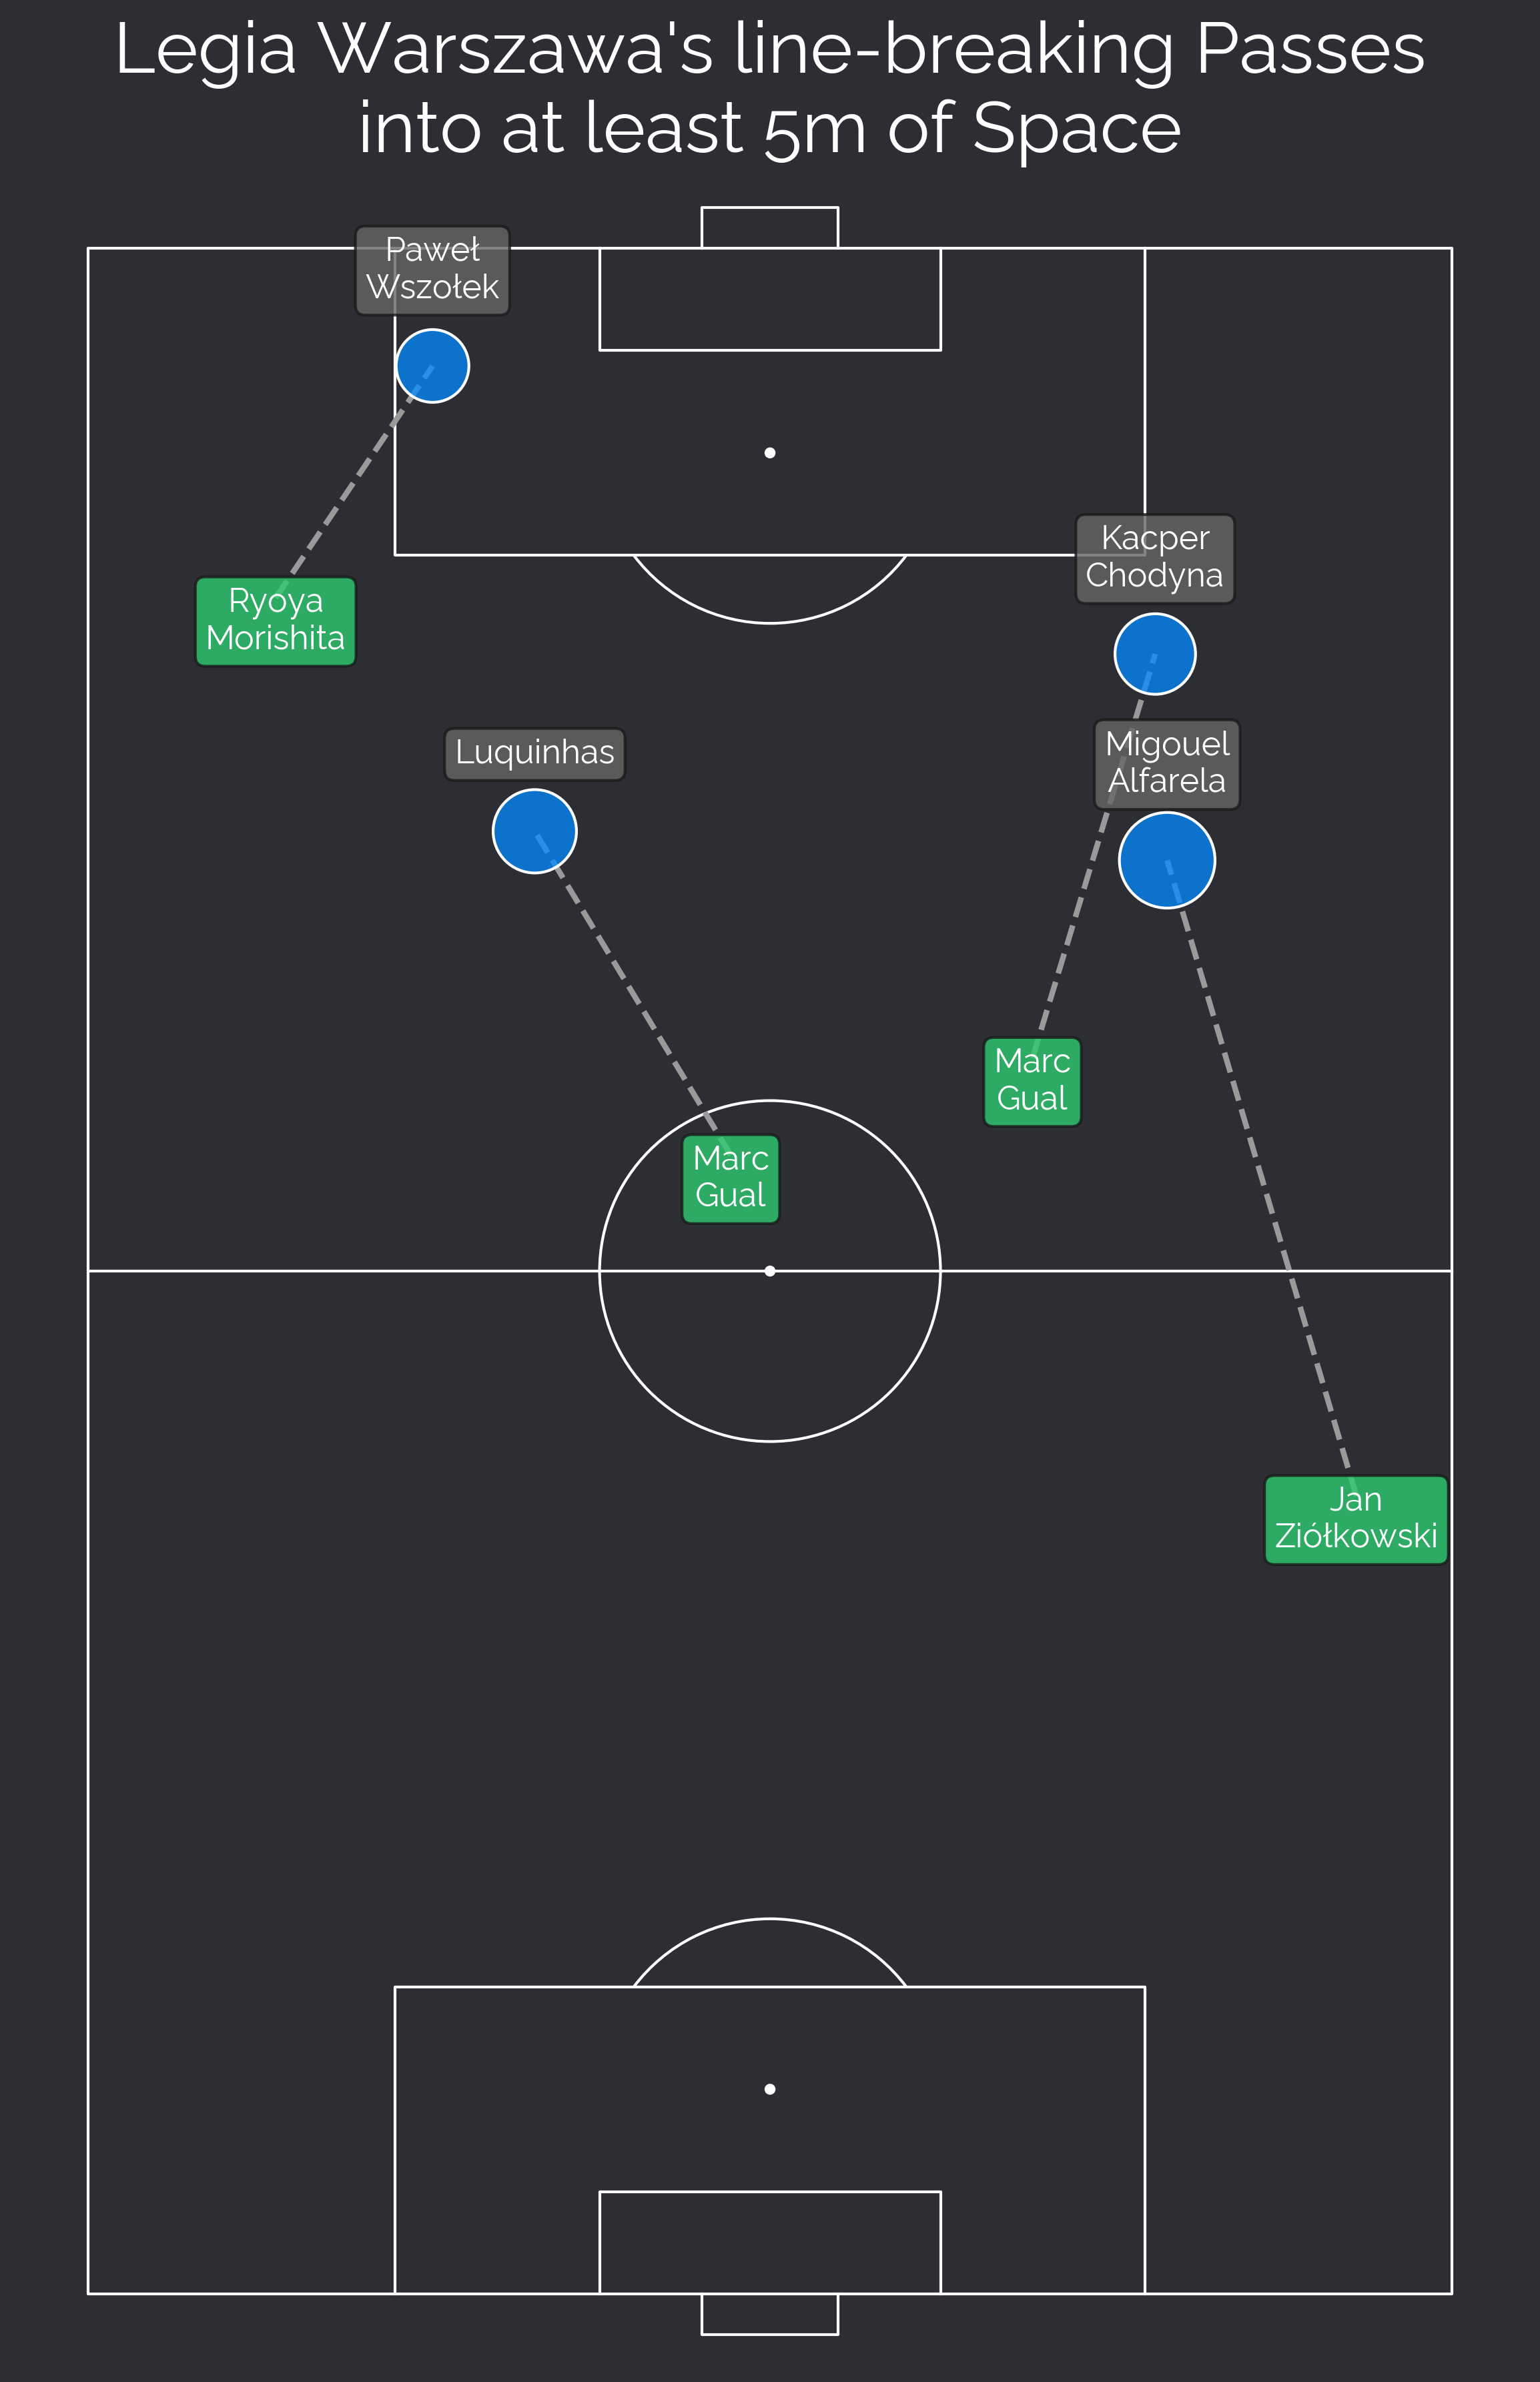 Legia Warszawa's line-breaking Passes
into at least 5m of Space
Paweł
Wszołek
Kacper
Chodyna
Ryoya
Morishita
Migouel
Alfarela
Luquinhas
Marc
Gual
Marc
Gual
Jan
Ziółkowski